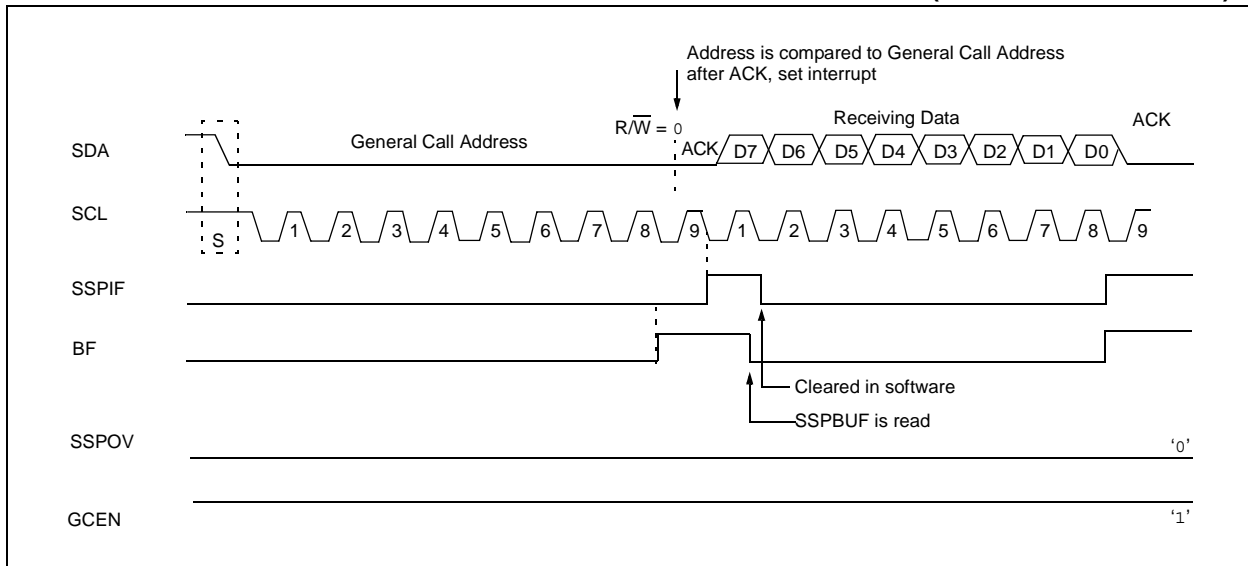 Address is compared to General Call Address
after ACK, set interrupt
R/W̅ = 0
Receiving Data
ACK
SDA
General Call Address
ACK
D7 D6 D5 D4 D3 D2 D1 D0
SCL
S
1 2 3 4 5 6 7 8 9 1 2 3 4 5 6 7 8 9
SSPIF
BF
Cleared in software
SSPBUF is read
SSPOV
‘0’
GCEN
‘1’